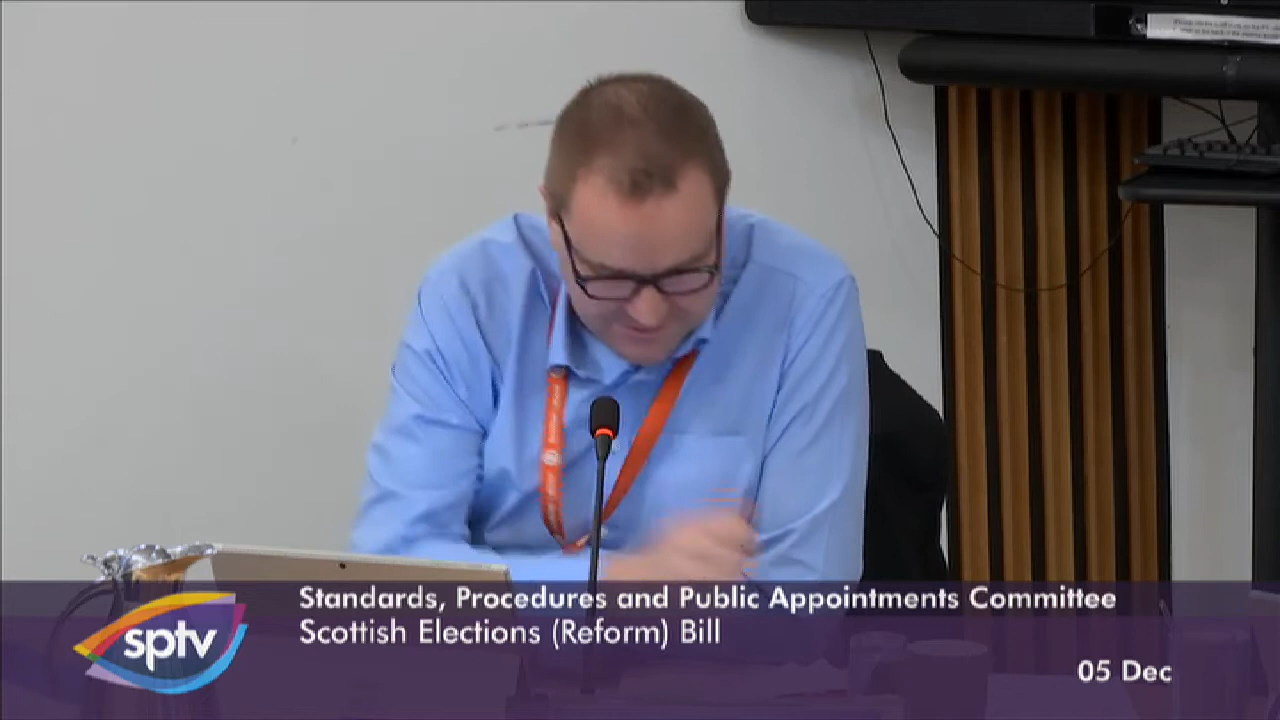 Standards, Procedures and Public Appointments Committee
Scottish Elections (Reform) Bill
sptv
05 Dec